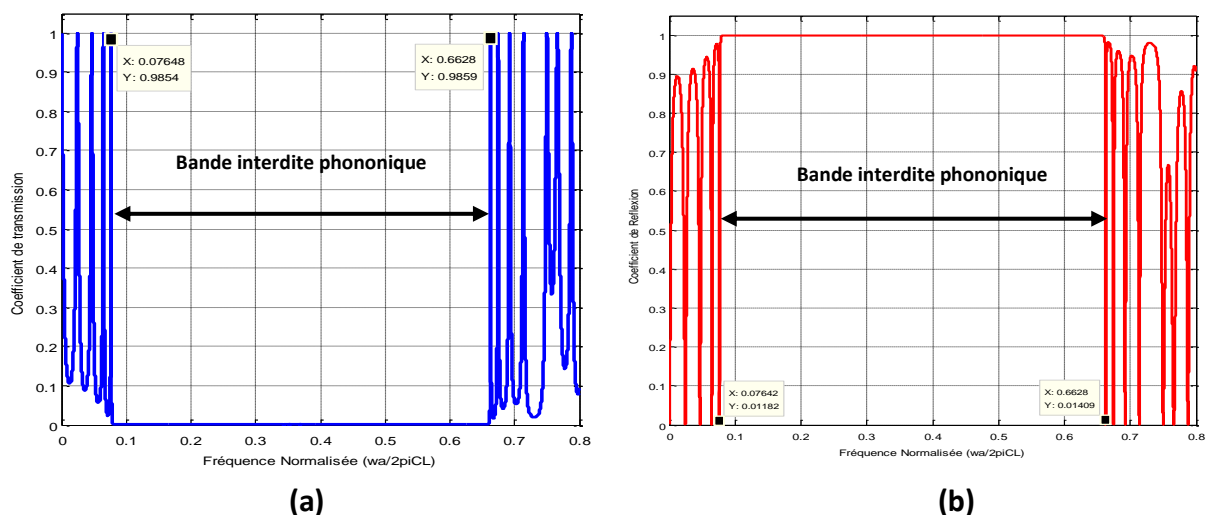 1
0.9
0.8
0.7
0.6
0.5
0.4
0.3
0.2
0.1
0
Coefficient de transmission
X: 0.07648
Y: 0.9854
X: 0.6628
Y: 0.9859
Bande interdite phononique
0 0.1 0.2 0.3 0.4 0.5 0.6 0.7 0.8
Fréquence Normalisée (wa/2piCL)
(a)
1
0.9
0.8
0.7
0.6
0.5
0.4
0.3
0.2
0.1
0
Coefficient de Reflexion
Bande interdite phononique
X: 0.07642
Y: 0.01182
X: 0.6628
Y: 0.01409
0 0.1 0.2 0.3 0.4 0.5 0.6 0.7 0.8
Fréquence Normalisée (wa/2piCL)
(b)